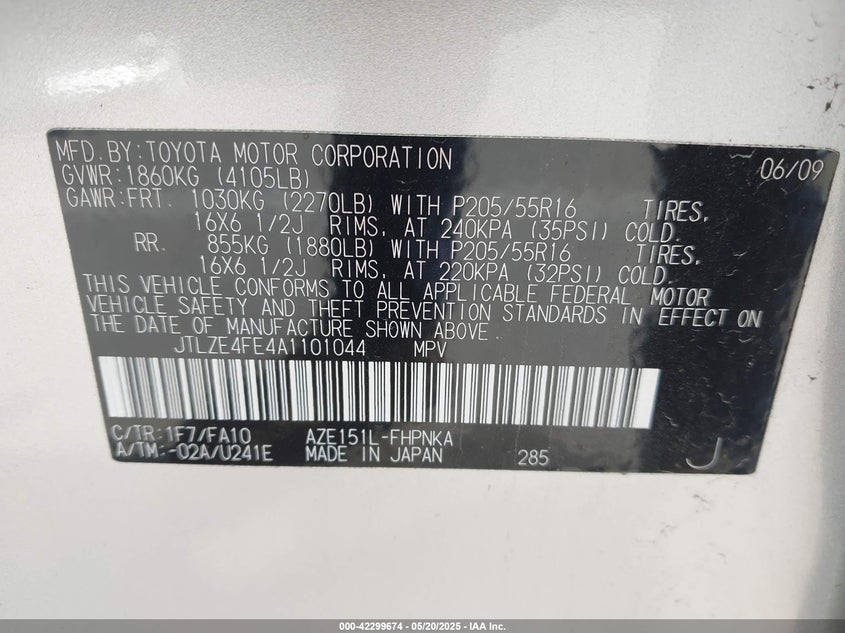 MFD. BY: TOYOTA MOTOR CORPORATION 06/09
GVWR: 1860KG (4105LB)
GAWR: FRT. 1030KG (2270LB) WITH P205/55R16 TIRES,
16X6 1/2J RIMS, AT 240KPA (35PSI) COLD.
RR. 855KG (1880LB) WITH P205/55R16 TIRES,
16X6 1/2J RIMS, AT 220KPA (32PSI) COLD.
THIS VEHICLE CONFORMS TO ALL APPLICABLE FEDERAL MOTOR
VEHICLE SAFETY AND THEFT PREVENTION STANDARDS IN EFFECT ON
THE DATE OF MANUFACTURE SHOWN ABOVE.
JTLZE4FE4A1101044 MPV
C/TR: 1F7/FA10 AZE151L-FHPNKA
A/TM: -02A/U241E MADE IN JAPAN 285 J
000-42299674 - 05/20/2025 - IAA Inc.